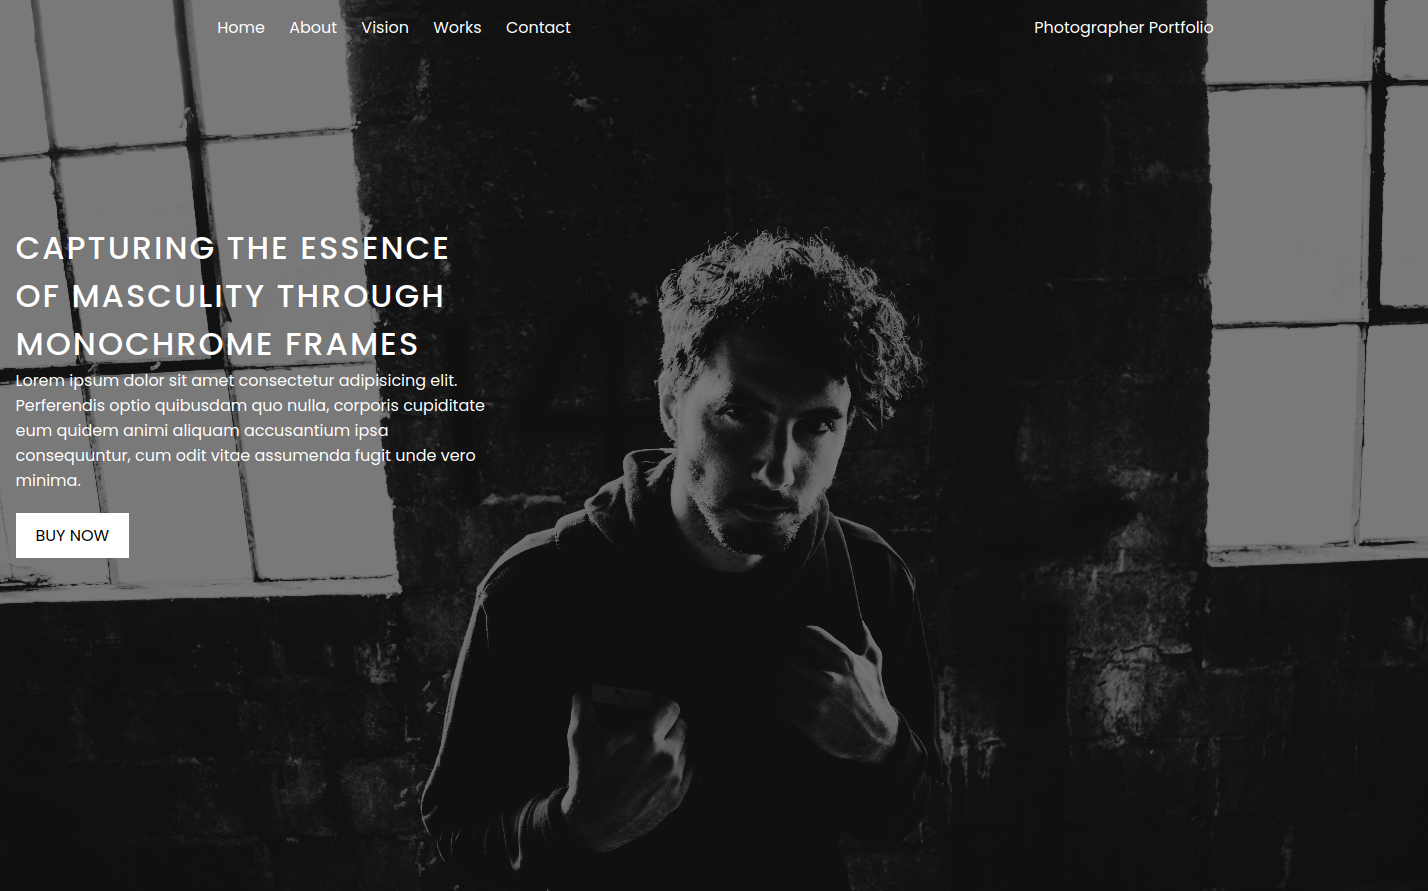 Home About Vision Works Contact Photographer Portfolio
CAPTURING THE ESSENCE
OF MASCULITY THROUGH
MONOCHROME FRAMES
Lorem ipsum dolor sit amet consectetur adipisicing elit.
Perferendis optio quibusdam quo nulla, corporis cupiditate
eum quidem animi aliquam accusantium ipsa
consequuntur, cum odit vitae assumenda fugit unde vero
minima.
BUY NOW